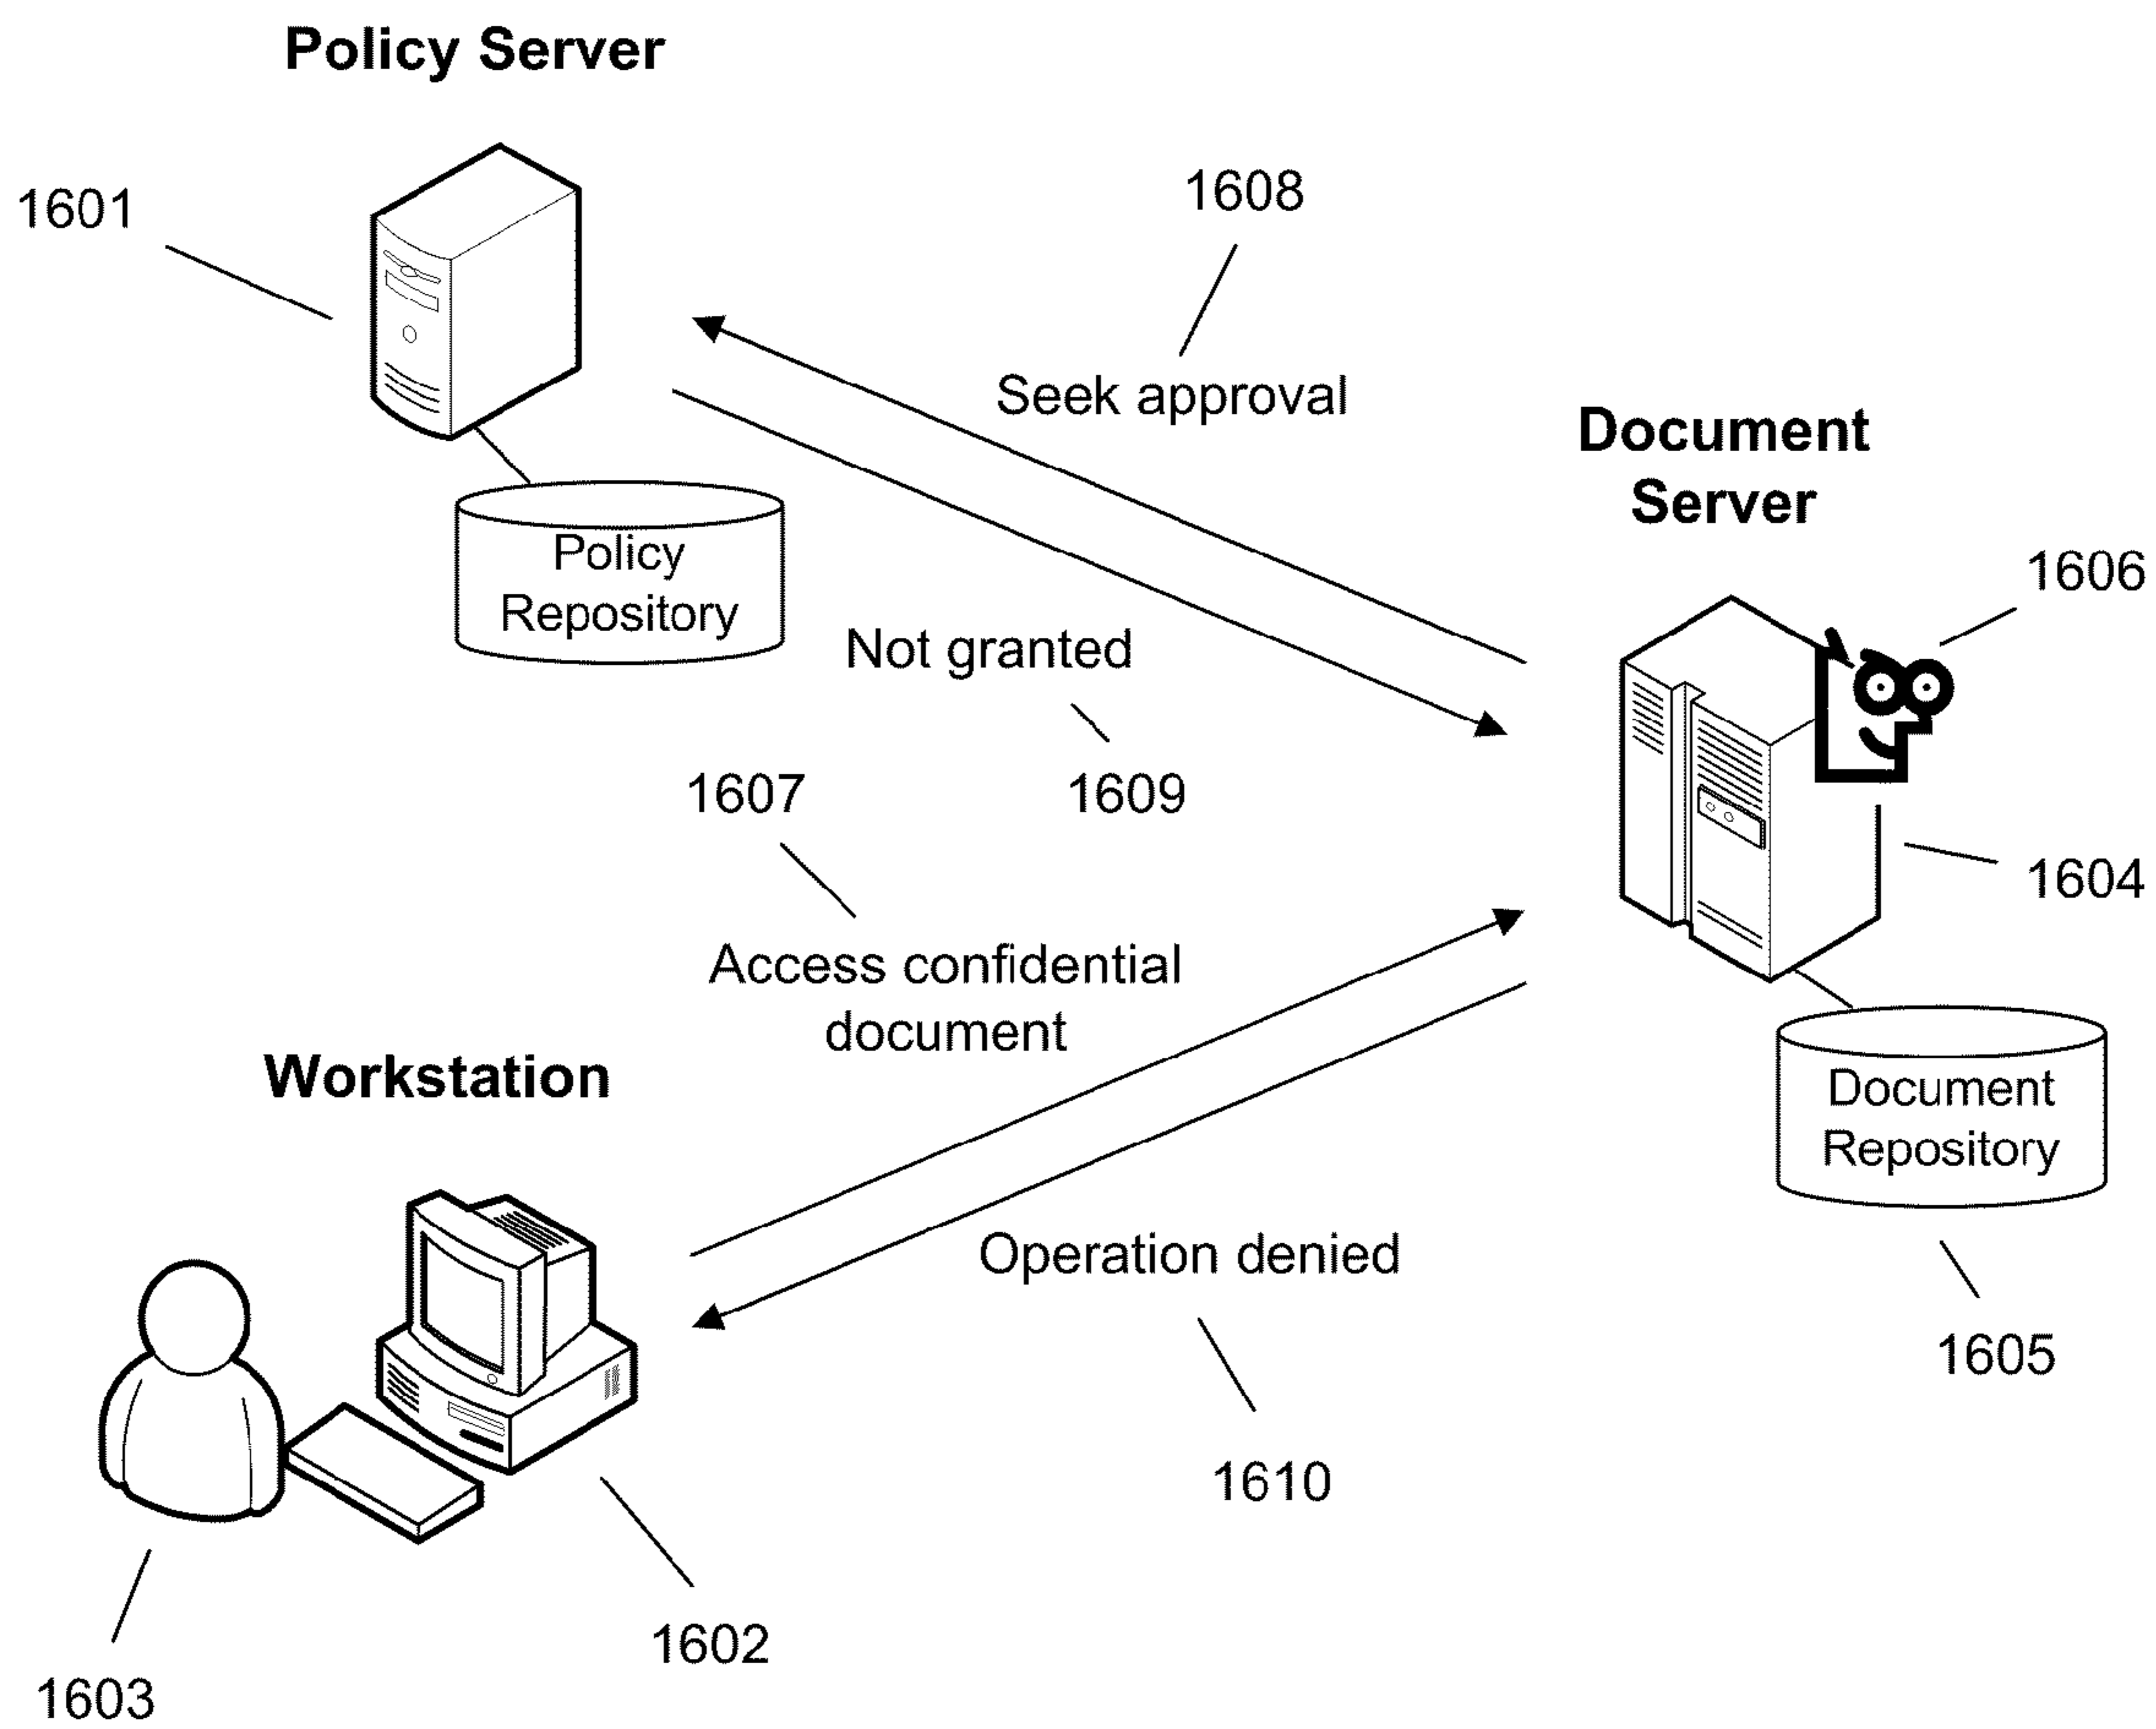 Policy Server
1601
1608
Seek approval
Document
Server
Policy
Repository
1606
Not granted
1607
1609
1604
Access confidential
document
Workstation
Document
Repository
Operation denied
1605
1610
1602
1603